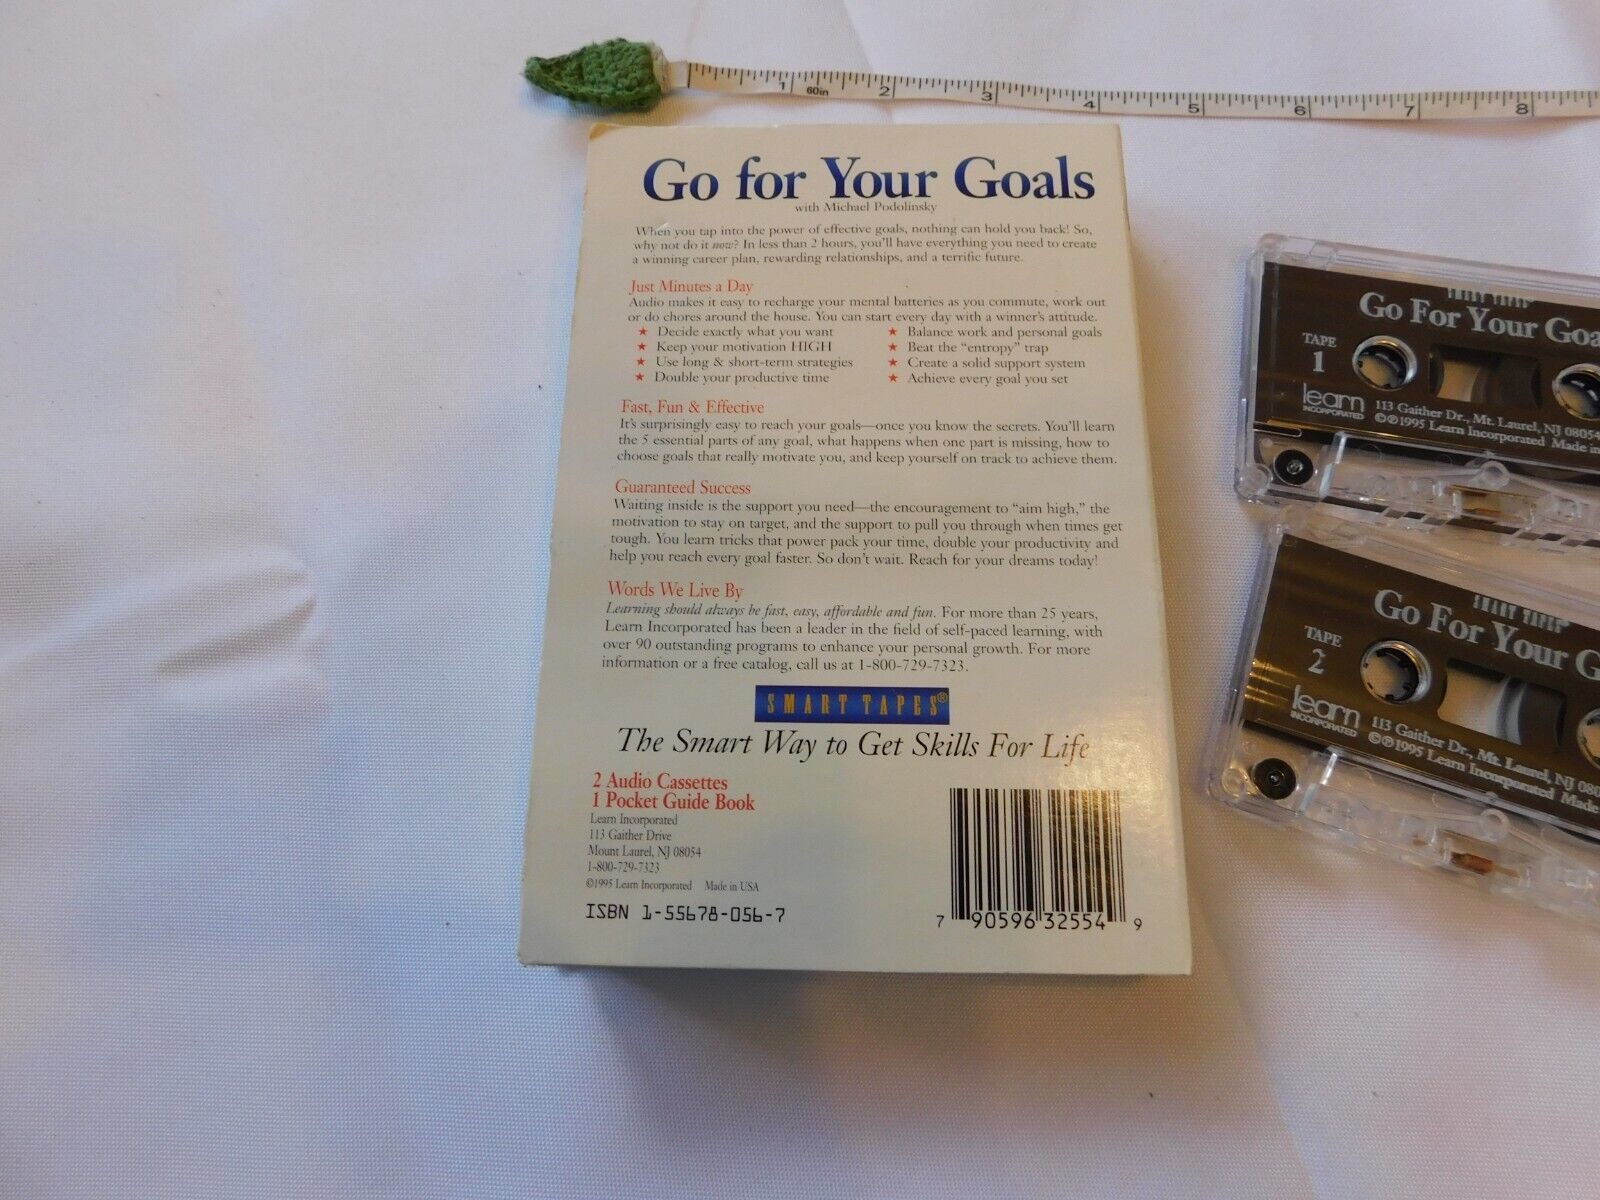 1 60in 2 3 4 5 6 7 8
Go for Your Goals
with Michael Podolinsky
When you tap into the power of effective goals, nothing can hold you back! So,
why not do it now? In less than 2 hours, you'll have everything you need to create
a winning career plan, rewarding relationships, and a terrific future.
Just Minutes a Day
Audio makes it easy to recharge your mental batteries as you commute, work out
or do chores around the house. You can start every day with a winner's attitude.
★ Decide exactly what you want
★ Keep your motivation HIGH
★ Use long & short-term strategies
★ Double your productive time
★ Balance work and personal goals
★ Beat the "entropy" trap
★ Create a solid support system
★ Achieve every goal you set
Fast, Fun & Effective
It's surprisingly easy to reach your goals—once you know the secrets. You'll learn
the 5 essential parts of any goal, what happens when one part is missing, how to
choose goals that really motivate you, and keep yourself on track to achieve them.
Guaranteed Success
Waiting inside is the support you need—the encouragement to "aim high," the
motivation to stay on target, and the support to pull you through when times get
tough. You learn tricks that power pack your time, double your productivity and
help you reach every goal faster. So don't wait. Reach for your dreams today!
Words We Live By
Learning should always be fast, easy, affordable and fun. For more than 25 years,
Learn Incorporated has been a leader in the field of self-paced learning, with
over 90 outstanding programs to enhance your personal growth. For more
information or a free catalog, call us at 1-800-729-7323.
SMART TAPES®
The Smart Way to Get Skills For Life
2 Audio Cassettes
1 Pocket Guide Book
Learn Incorporated
113 Gaither Drive
Mount Laurel, NJ 08054
1-800-729-7323
©1995 Learn Incorporated Made in USA
ISBN 1-55678-056-7
7 90596 32554 9
SMART TAPES
Go For Your Goa
TAPE
1
learn
INCORPORATED
113 Gaither Dr., Mt. Laurel, NJ 08054
©℗1995 Learn Incorporated Made in
SMART TAPES
Go For Your G
TAPE
2
learn
INCORPORATED
113 Gaither Dr., Mt. Laurel, NJ 080
©℗1995 Learn Incorporated Made